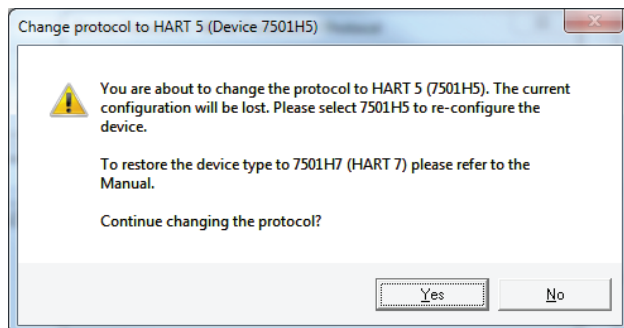 Change protocol to HART 5 (Device 7501H5)
You are about to change the protocol to HART 5 (7501H5). The current
configuration will be lost. Please select 7501H5 to re-configure the
device.
To restore the device type to 7501H7 (HART 7) please refer to the
Manual.
Continue changing the protocol?
Yes
No